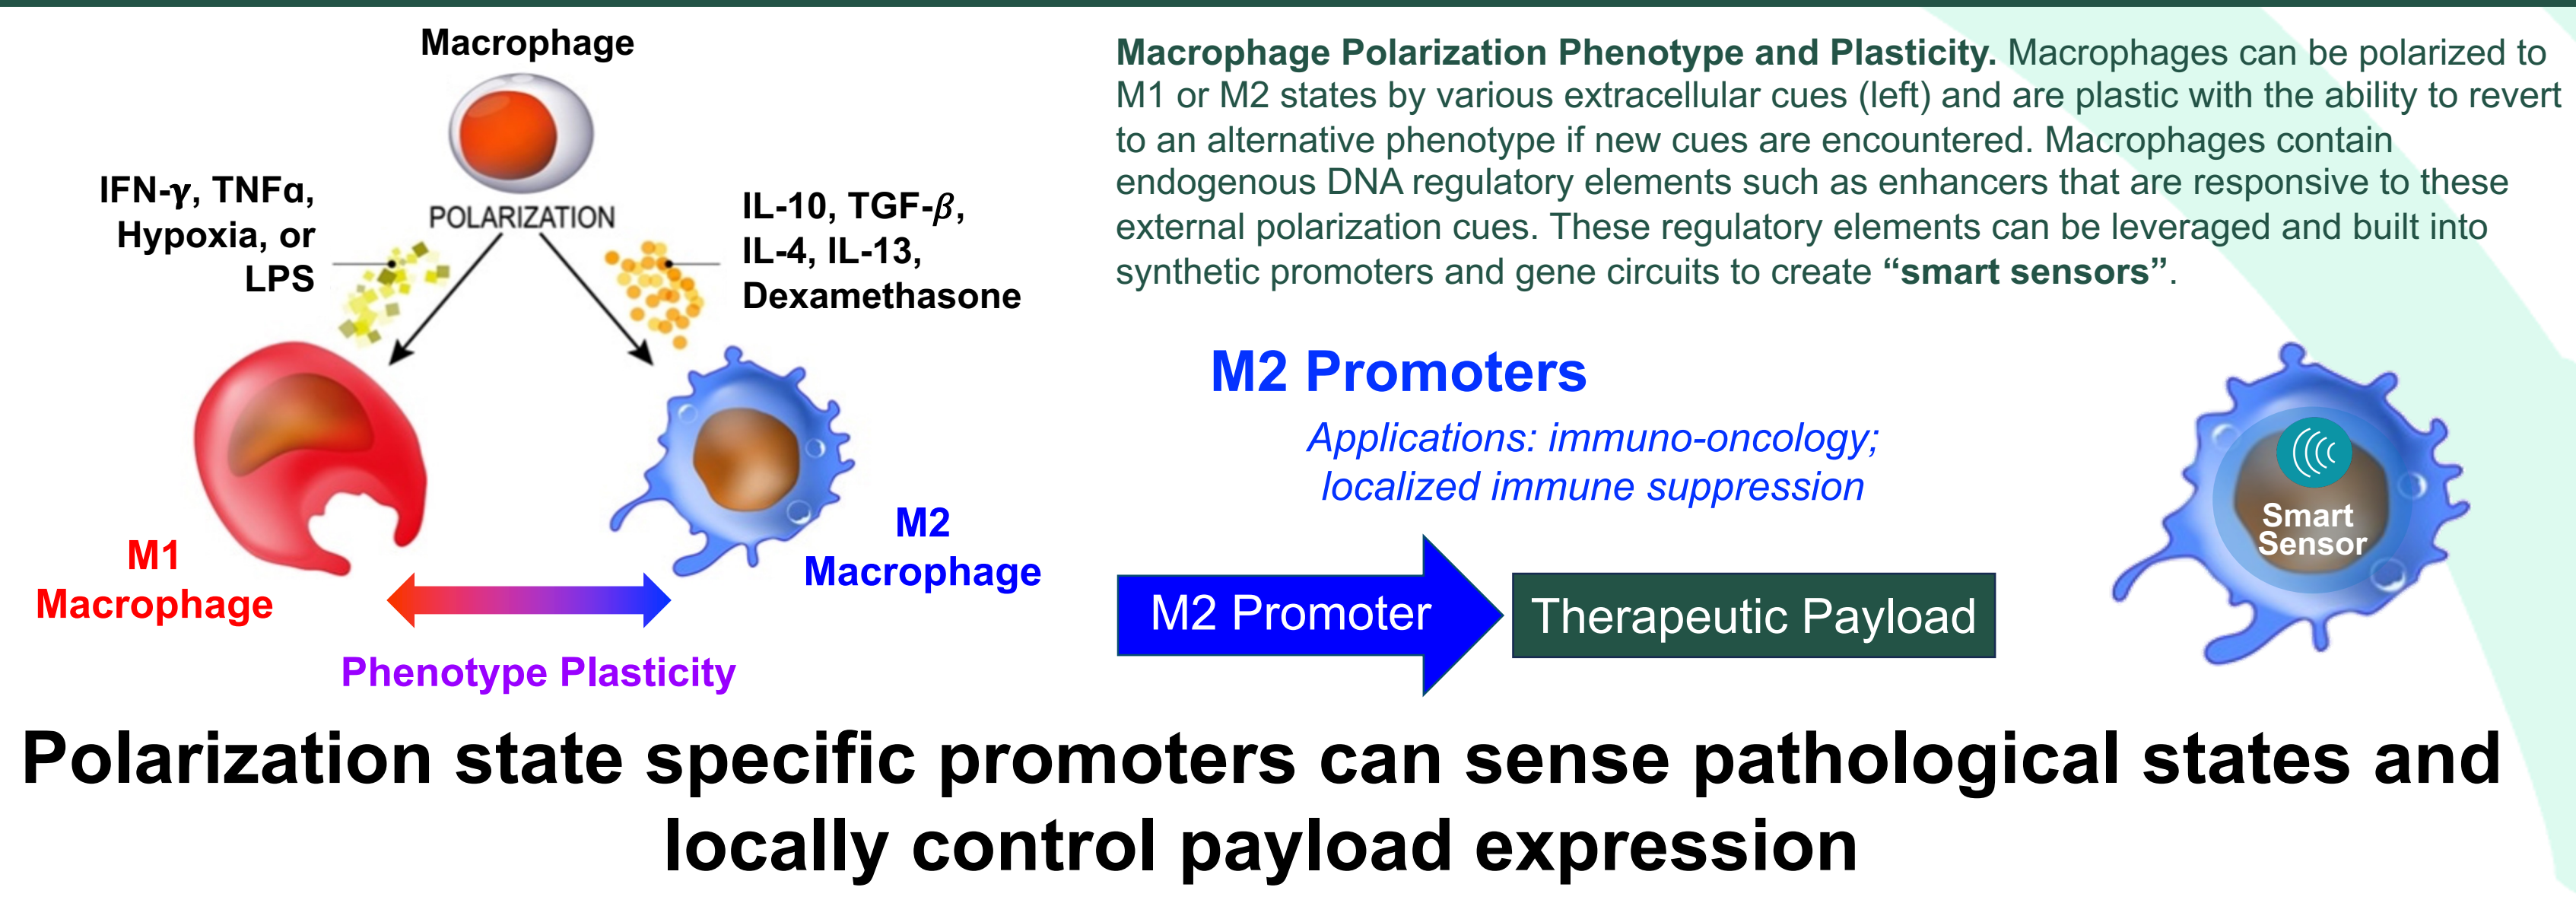 Macrophage
IFN-γ, TNFα,
Hypoxia, or
LPS
POLARIZATION
IL-10, TGF-β,
IL-4, IL-13,
Dexamethasone
M1
Macrophage
M2
Macrophage
Phenotype Plasticity
Macrophage Polarization Phenotype and Plasticity. Macrophages can be polarized to
M1 or M2 states by various extracellular cues (left) and are plastic with the ability to revert
to an alternative phenotype if new cues are encountered. Macrophages contain
endogenous DNA regulatory elements such as enhancers that are responsive to these
external polarization cues. These regulatory elements can be leveraged and built into
synthetic promoters and gene circuits to create “smart sensors”.
M2 Promoters
Applications: immuno-oncology;
localized immune suppression
M2 Promoter
Therapeutic Payload
Smart
Sensor
Polarization state specific promoters can sense pathological states and
locally control payload expression